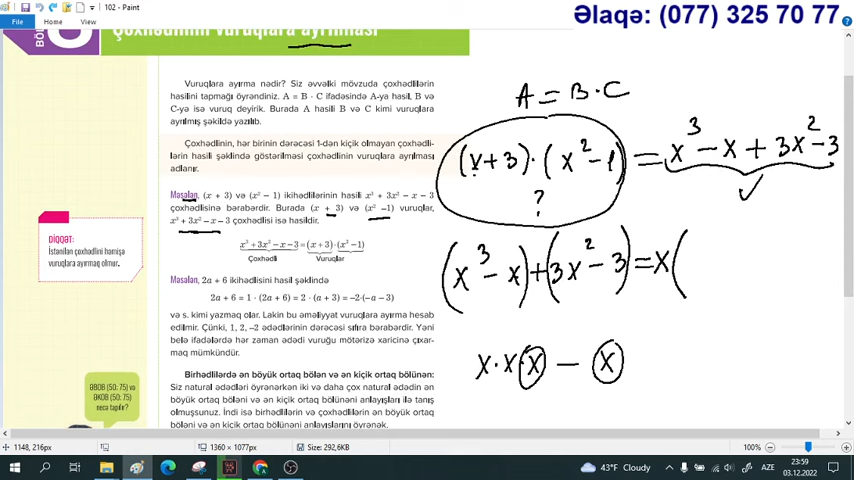 102 - Paint
Əlaqə: (077) 325 70 77
File Home View
BÖL
Çoxhədlinin vuruqlara ayrılması
Vuruqlara ayırma nədir? Siz əvvəlki mövzuda çoxhədlilərin
hasilini tapmağı öyrəndiniz. A = B · C ifadəsində A-ya hasil, B və
C-yə isə vuruq deyirik. Burada A hasili B və C kimi vuruqlara
ayrılmış şəkildə yazılıb.
Çoxhədlinin, hər birinin dərəcəsi 1-dən kiçik olmayan çoxhədli-
lərin hasili şəklində göstərilməsi çoxhədlinin vuruqlara ayrılması
adlanır.
Məsələn, (x + 3) və (x² − 1) ikihədlilərinin hasili x³ + 3x² − x − 3
çoxhədlisinə bərabərdir. Burada (x + 3) və (x² −1) vuruqlar,
x³ + 3x² − x − 3 çoxhədlisi isə hasildir.
x³ + 3x² − x − 3 = (x + 3) · (x² − 1)
Çoxhədli Vuruqlar
DİQQƏT:
İstənilən çoxhədlini həmişə
vuruqlara ayırmaq olmur.
Məsələn, 2a + 6 ikihədlisini hasil şəklində
2a + 6 = 1 · (2a + 6) = 2 · (a + 3) = −2·(−a − 3)
və s. kimi yazmaq olar. Lakin bu əməliyyat vuruqlara ayırma hesab
edilmir. Çünki, 1, 2, −2 ədədlərinin dərəcəsi sıfıra bərabərdir. Yəni
belə ifadələrdə hər zaman ədədi vuruğu mötərizə xaricinə çıxar-
maq mümkündür.
Birhədlilərdə ən böyük ortaq bölən və ən kiçik ortaq bölünən:
Siz natural ədədləri öyrənərkən iki və daha çox natural ədədin ən
böyük ortaq bölən və ən kiçik ortaq bölünən anlayışları ilə tanış
olmuşsunuz. İndi isə birhədlilərin və çoxhədlilərin ən böyük ortaq
bölən və ən kiçik ortaq bölünəni anlayışları
ƏBOB (50; 75) və
ƏKOB (50; 75)
necə tapılır?
A = B · C
(x+3) · (x² −1) = x³ − x + 3x² −3
?
(x³ − x)+(3x² − 3)= x(
x · x · x − x
1148, 216px 1360 × 1077px Size: 292,6KB 100%
43°F Cloudy AZE 23:59
03.12.2022